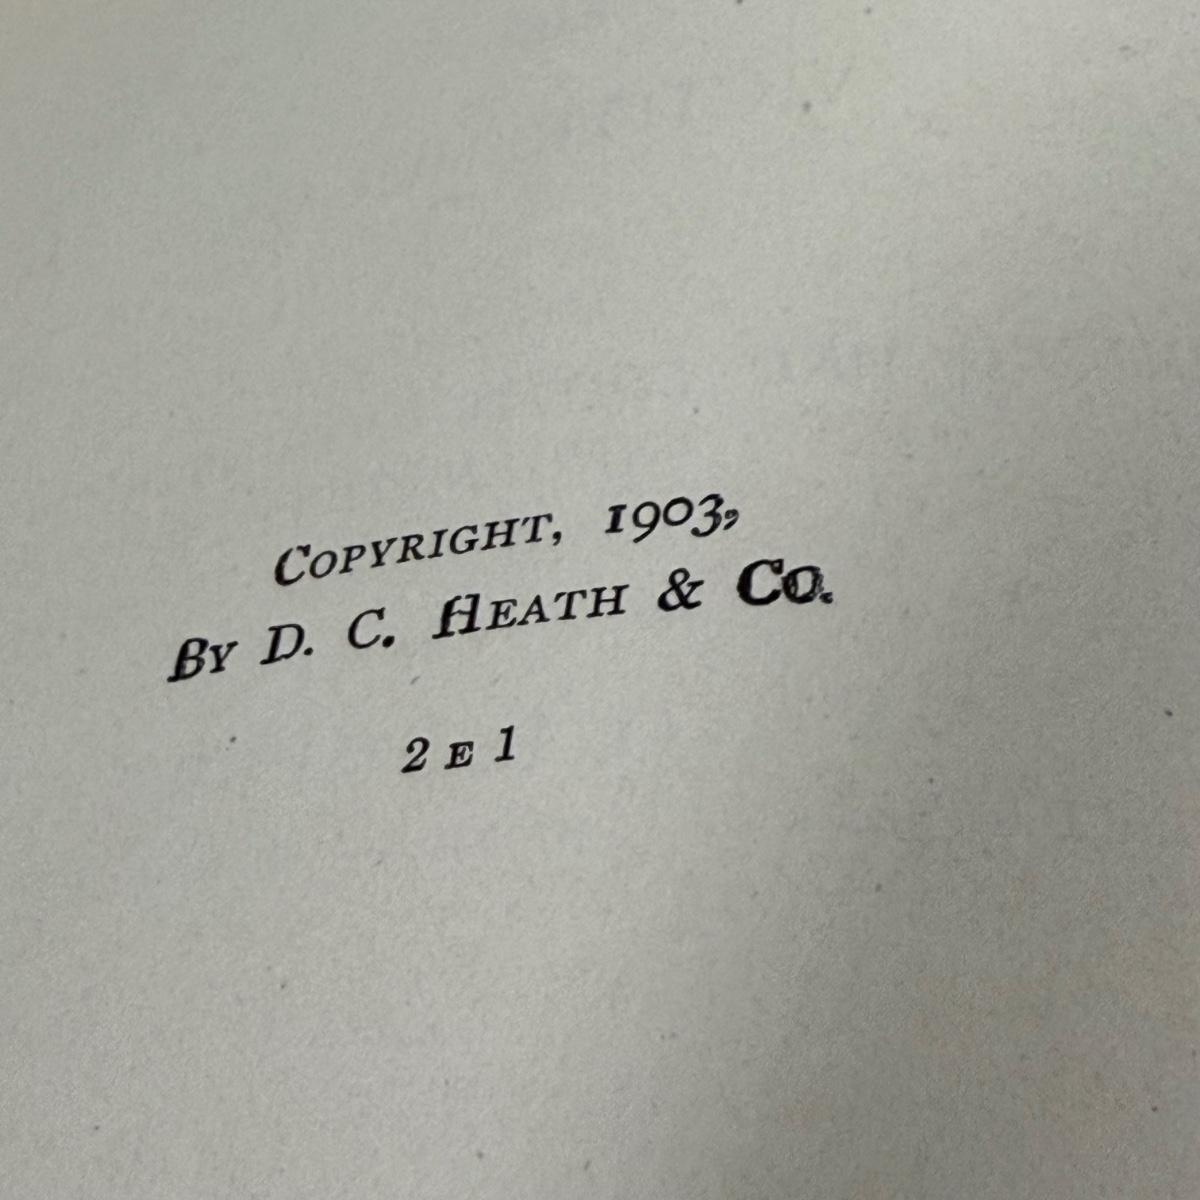 COPYRIGHT, 1903,
BY D. C. HEATH & CO.
2 E 1